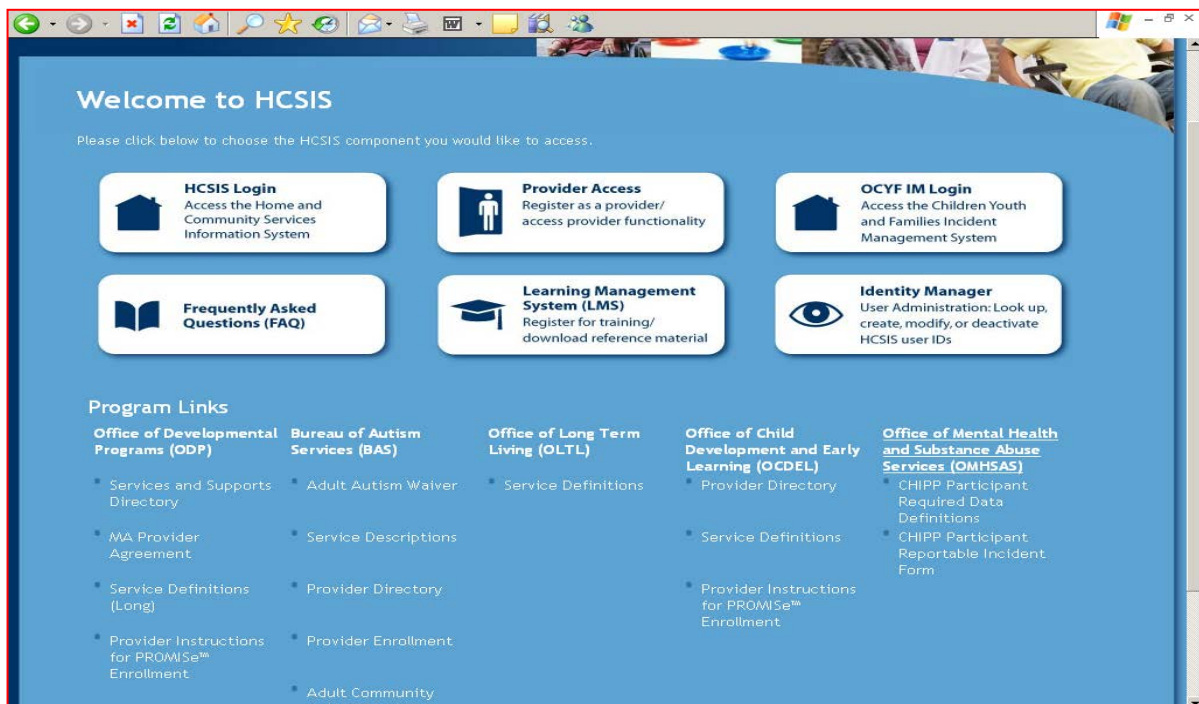 Welcome to HCSIS
Please click below to choose the HCSIS component you would like to access.
HCSIS Login
Access the Home and
Community Services
Information System
Provider Access
Register as a provider/
access provider functionality
OCYF IM Login
Access the Children Youth
and Families Incident
Management System
Frequently Asked
Questions (FAQ)
Learning Management
System (LMS)
Register for training/
download reference material
Identity Manager
User Administration: Look up,
create, modify, or deactivate
HCSIS user IDs
Program Links
Office of Developmental
Programs (ODP)
Services and Supports
Directory
MA Provider
Agreement
Service Definitions
(Long)
Provider Instructions
for PROMISe™
Enrollment
Bureau of Autism
Services (BAS)
Adult Autism Waiver
Service Descriptions
Provider Directory
Provider Enrollment
Adult Community
Office of Long Term
Living (OLTL)
Service Definitions
Office of Child
Development and Early
Learning (OCDEL)
Provider Directory
Service Definitions
Provider Instructions
for PROMISe™
Enrollment
Office of Mental Health
and Substance Abuse
Services (OMHSAS)
CHIPP Participant
Required Data
Definitions
CHIPP Participant
Reportable Incident
Form